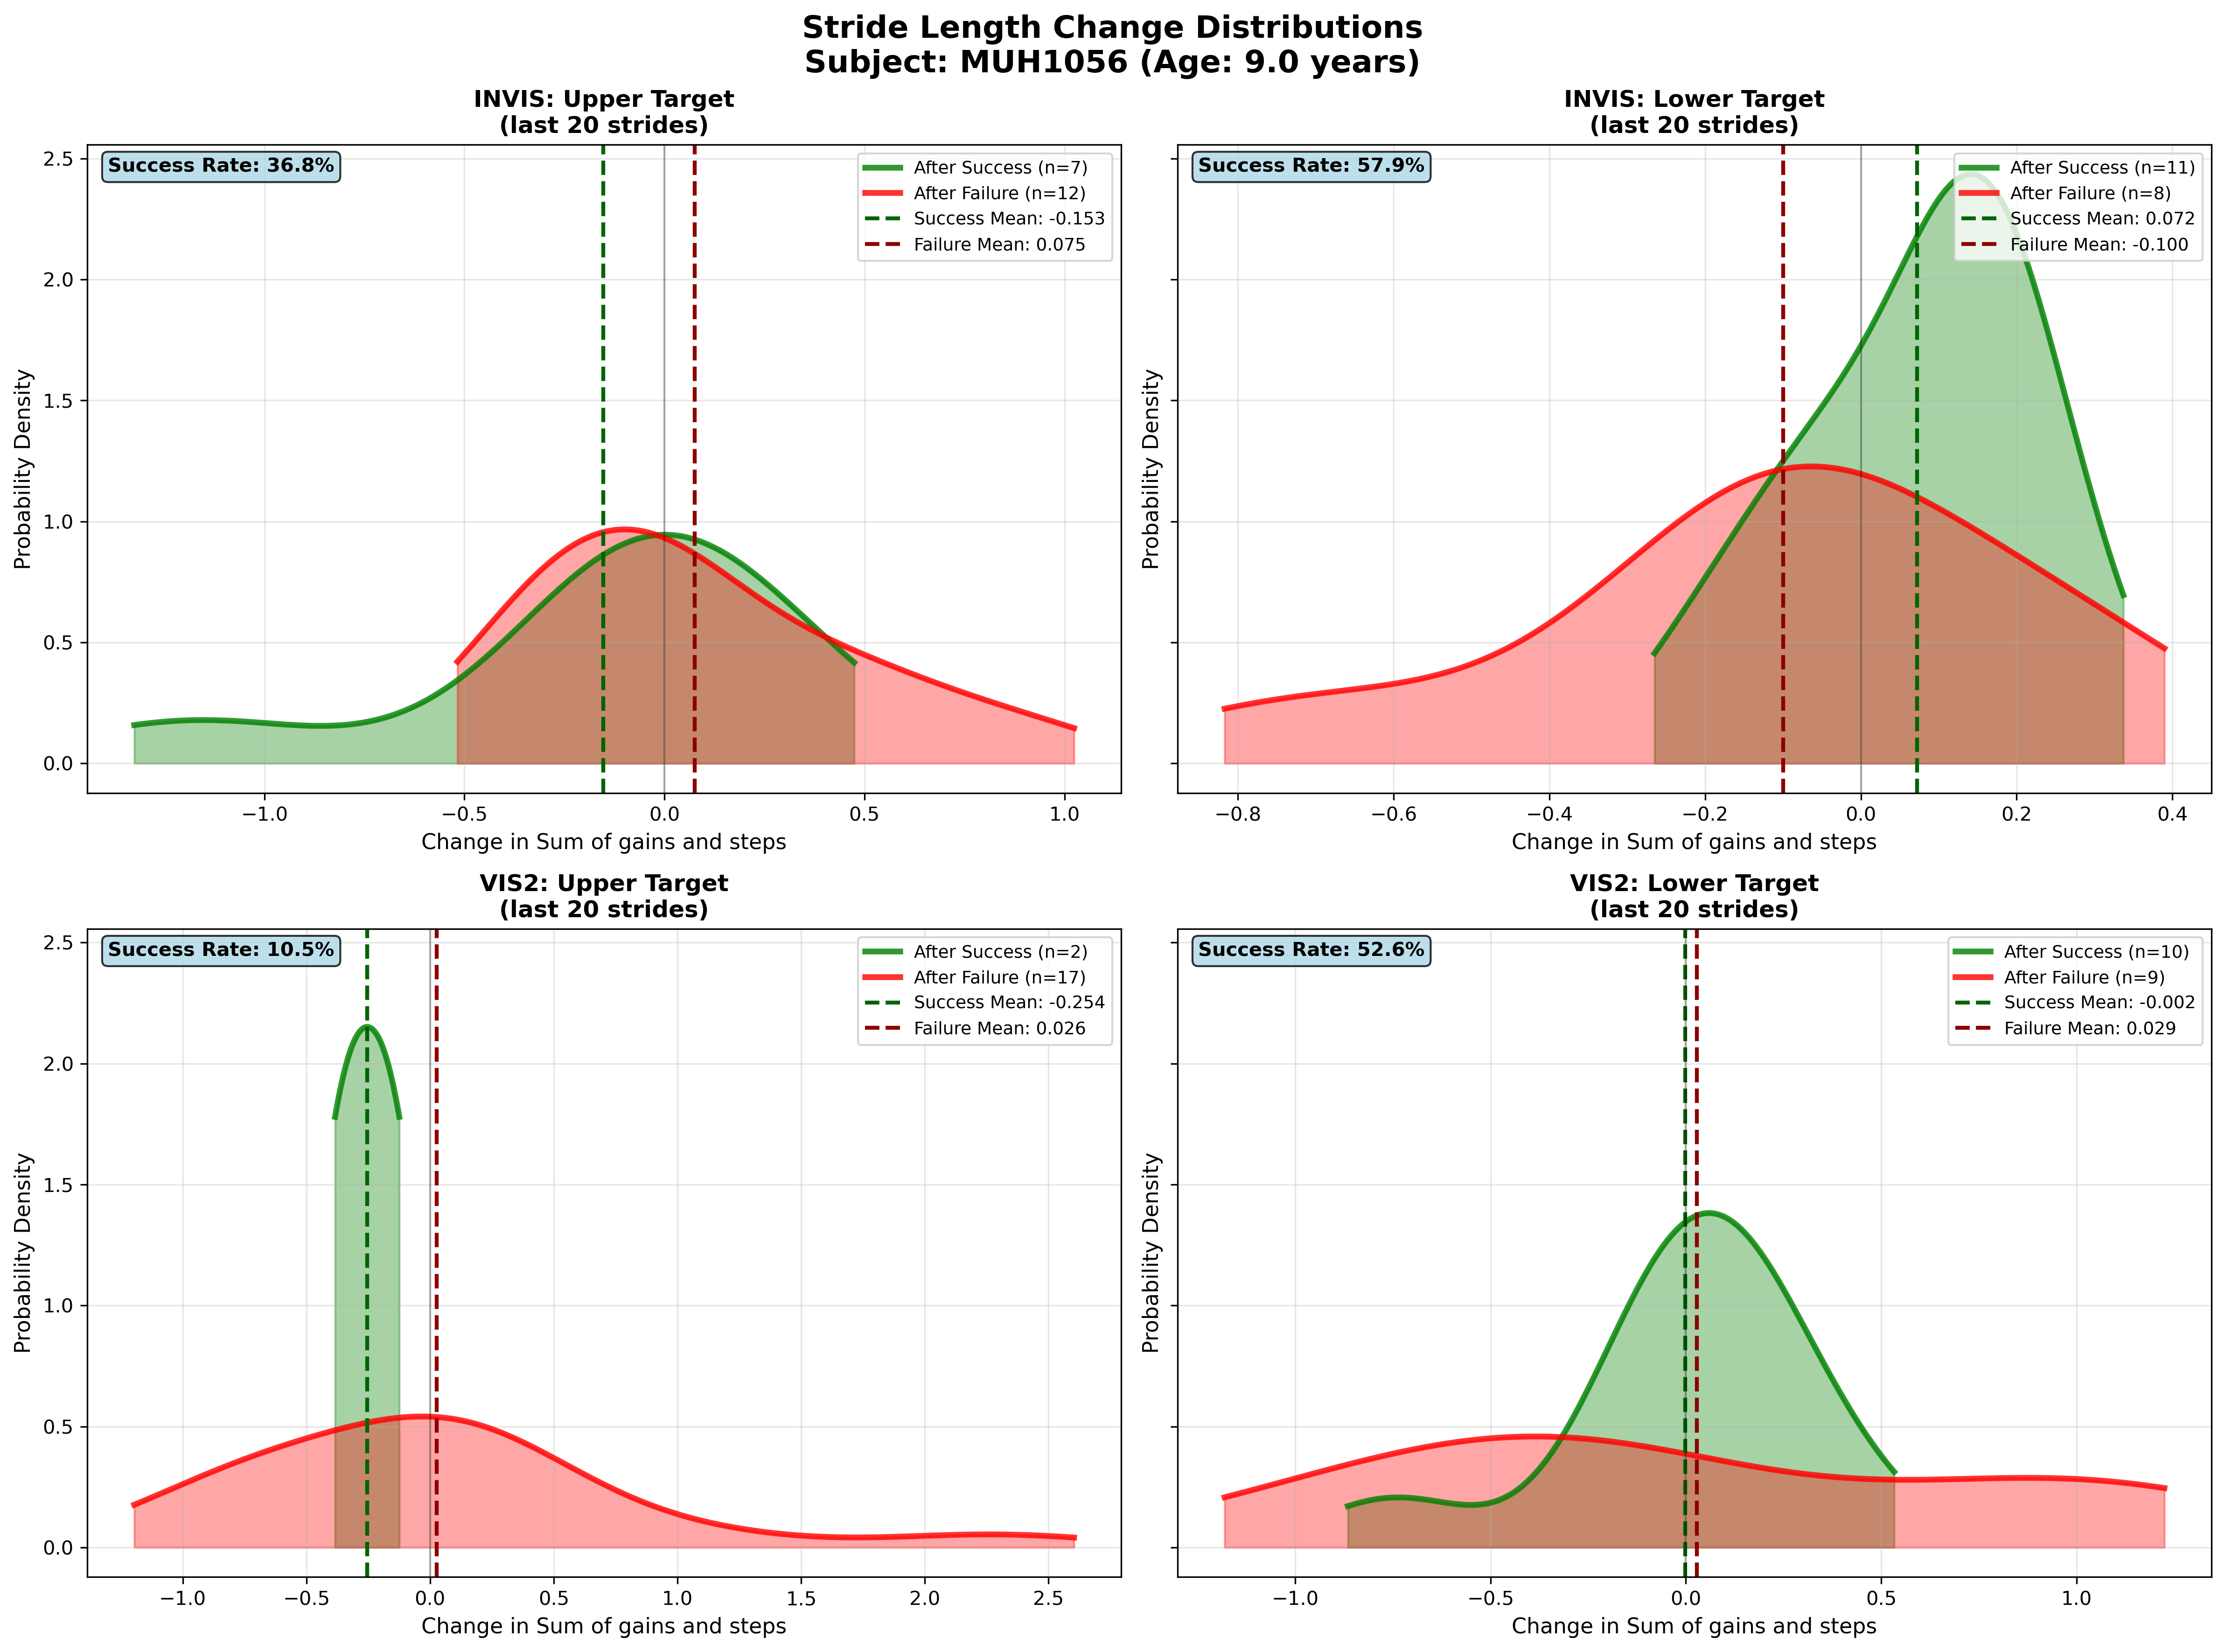 Stride Length Change Distributions
Subject: MUH1056 (Age: 9.0 years)
INVIS: Upper Target
(last 20 strides)
Success Rate: 36.8%
After Success (n=7)
After Failure (n=12)
Success Mean: -0.153
Failure Mean: 0.075
Probability Density
2.5
2.0
1.5
1.0
0.5
0.0
−1.0 −0.5 0.0 0.5 1.0
Change in Sum of gains and steps
INVIS: Lower Target
(last 20 strides)
Success Rate: 57.9%
After Success (n=11)
After Failure (n=8)
Success Mean: 0.072
Failure Mean: -0.100
Probability Density
−0.8 −0.6 −0.4 −0.2 0.0 0.2 0.4
Change in Sum of gains and steps
VIS2: Upper Target
(last 20 strides)
Success Rate: 10.5%
After Success (n=2)
After Failure (n=17)
Success Mean: -0.254
Failure Mean: 0.026
Probability Density
2.5
2.0
1.5
1.0
0.5
0.0
−1.0 −0.5 0.0 0.5 1.0 1.5 2.0 2.5
Change in Sum of gains and steps
VIS2: Lower Target
(last 20 strides)
Success Rate: 52.6%
After Success (n=10)
After Failure (n=9)
Success Mean: -0.002
Failure Mean: 0.029
Probability Density
−1.0 −0.5 0.0 0.5 1.0
Change in Sum of gains and steps